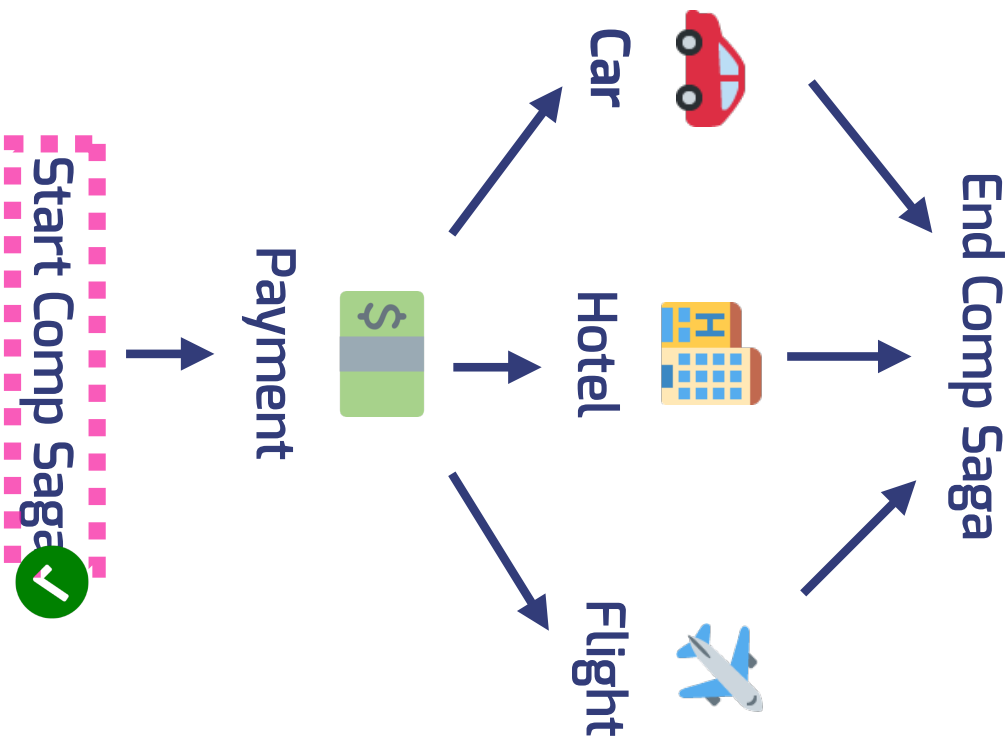 End Comp Saga
Car
Hotel
H
Flight
$
Payment
Start Comp Saga